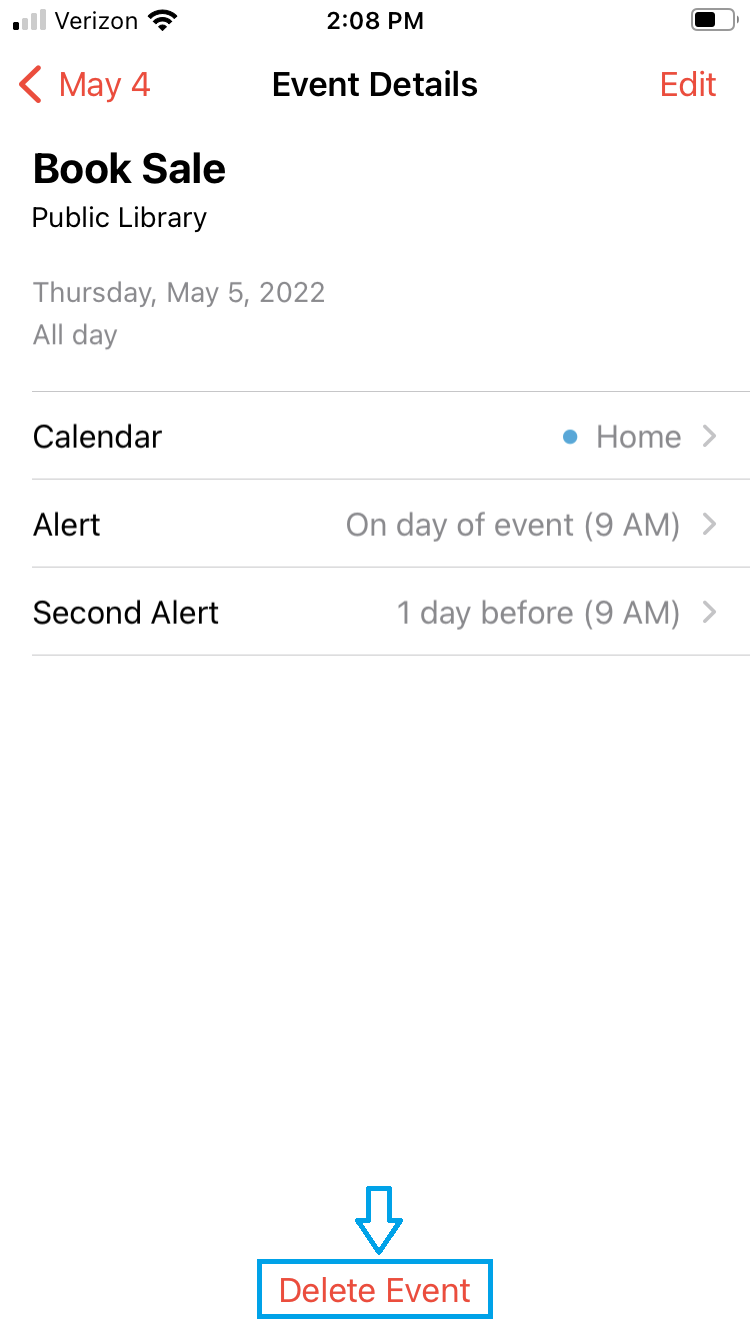 Verizon 2:08 PM
May 4 Event Details Edit
Book Sale
Public Library
Thursday, May 5, 2022
All day
Calendar Home
Alert On day of event (9 AM)
Second Alert 1 day before (9 AM)
Delete Event